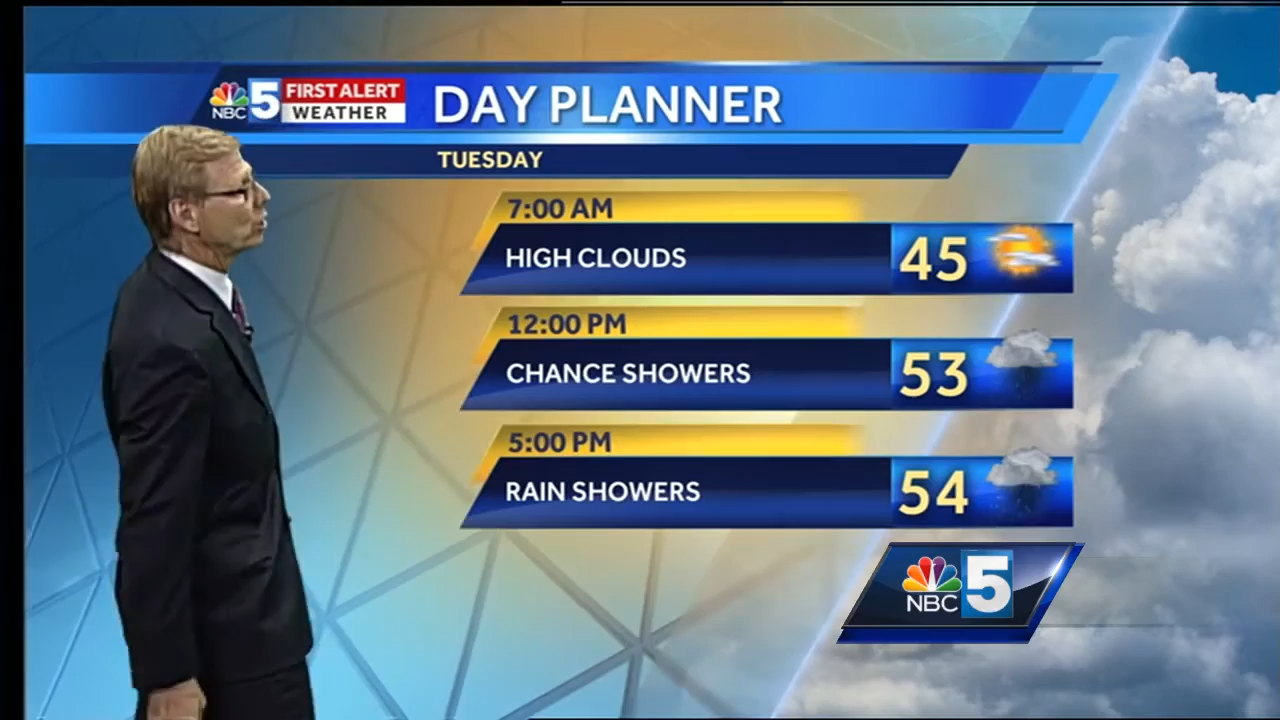 NBC 5 FIRST ALERT WEATHER
DAY PLANNER
TUESDAY
7:00 AM
HIGH CLOUDS 45
12:00 PM
CHANCE SHOWERS 53
5:00 PM
RAIN SHOWERS 54
NBC 5